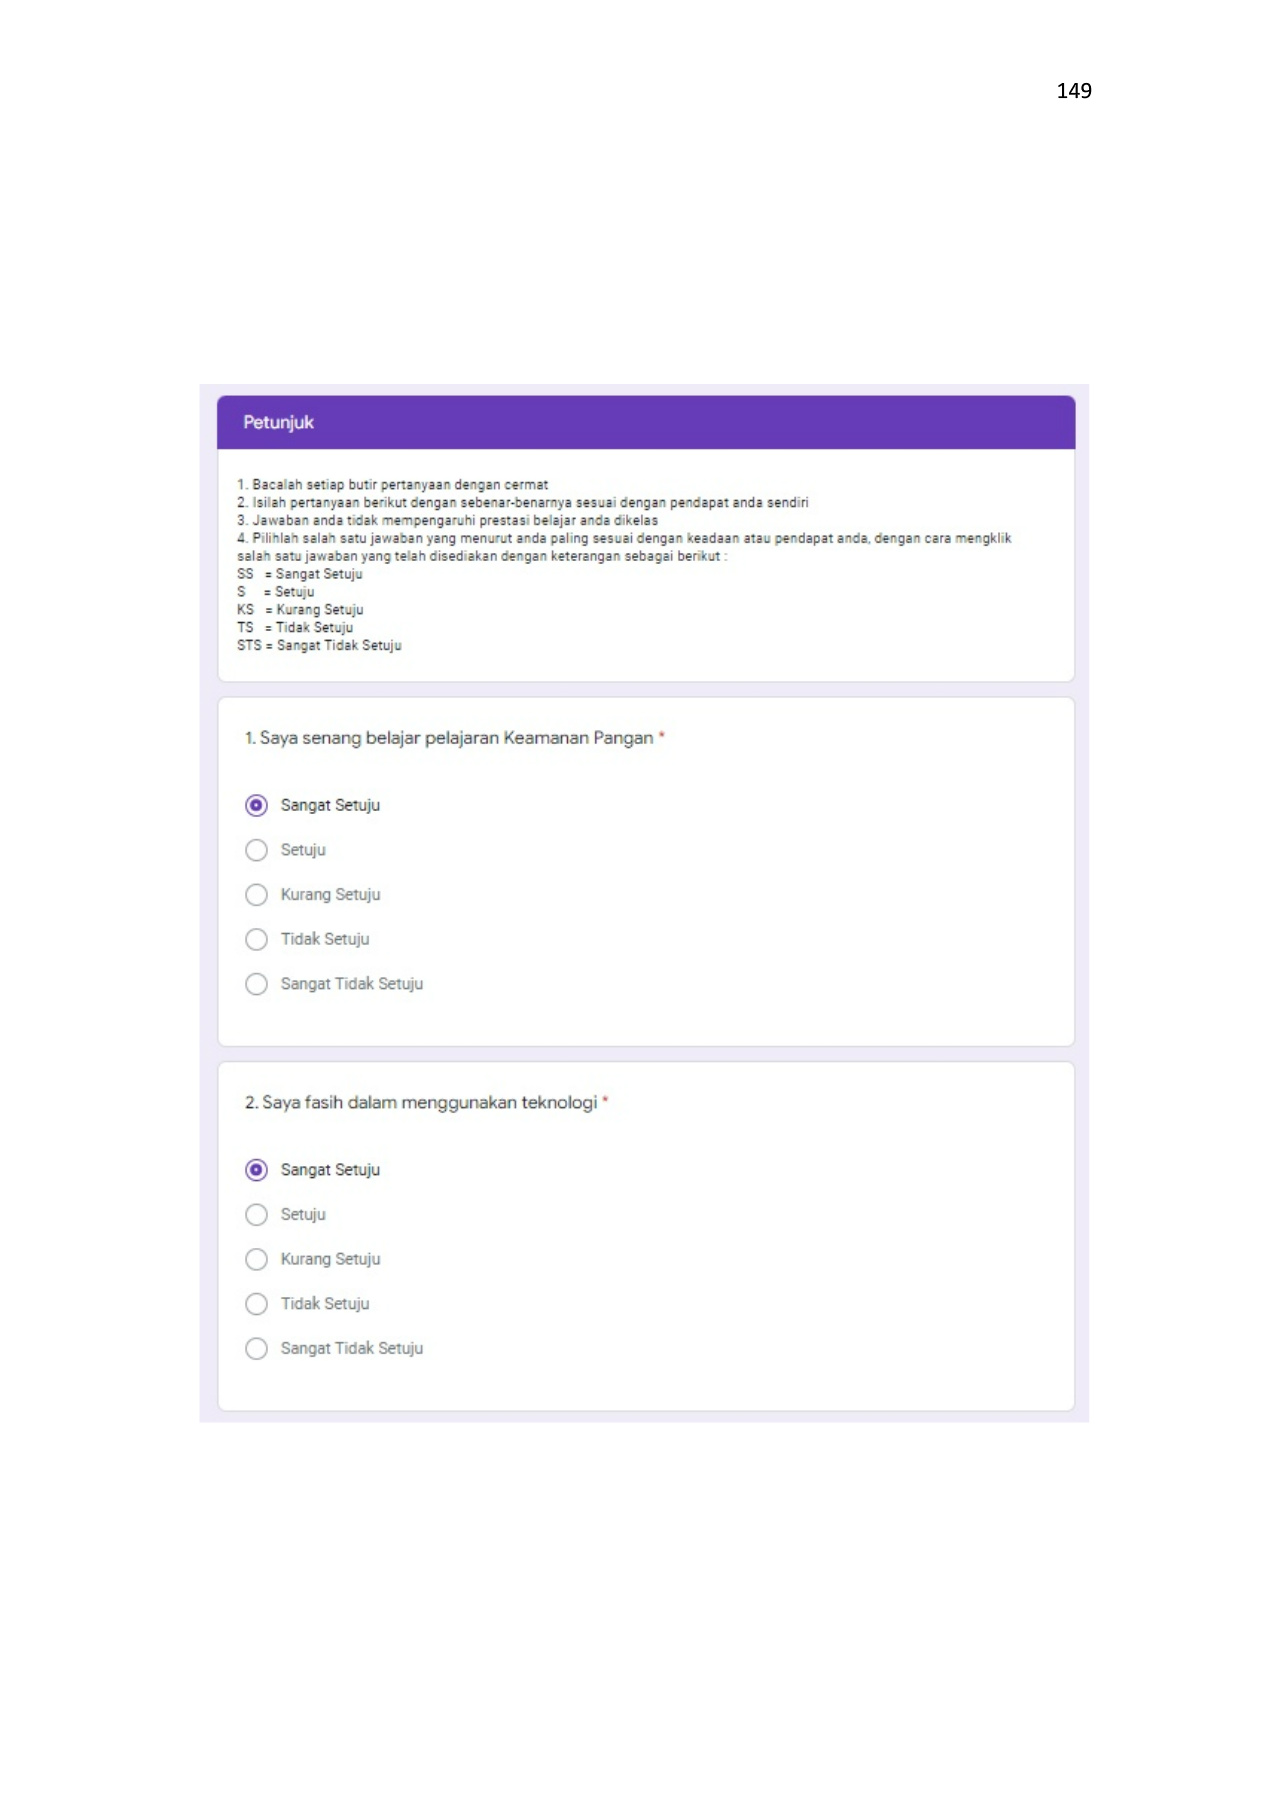 149
Petunjuk
1. Bacalah setiap butir pertanyaan dengan cermat
2. Isilah pertanyaan berikut dengan sebenar-benarnya sesuai dengan pendapat anda sendiri
3. Jawaban anda tidak mempengaruhi prestasi belajar anda dikelas
4. Pilihlah salah satu jawaban yang menurut anda paling sesuai dengan keadaan atau pendapat anda, dengan cara mengklik
salah satu jawaban yang telah disediakan dengan keterangan sebagai berikut :
SS = Sangat Setuju
S = Setuju
KS = Kurang Setuju
TS = Tidak Setuju
STS = Sangat Tidak Setuju
1. Saya senang belajar pelajaran Keamanan Pangan *
Sangat Setuju
Setuju
Kurang Setuju
Tidak Setuju
Sangat Tidak Setuju
2. Saya fasih dalam menggunakan teknologi *
Sangat Setuju
Setuju
Kurang Setuju
Tidak Setuju
Sangat Tidak Setuju